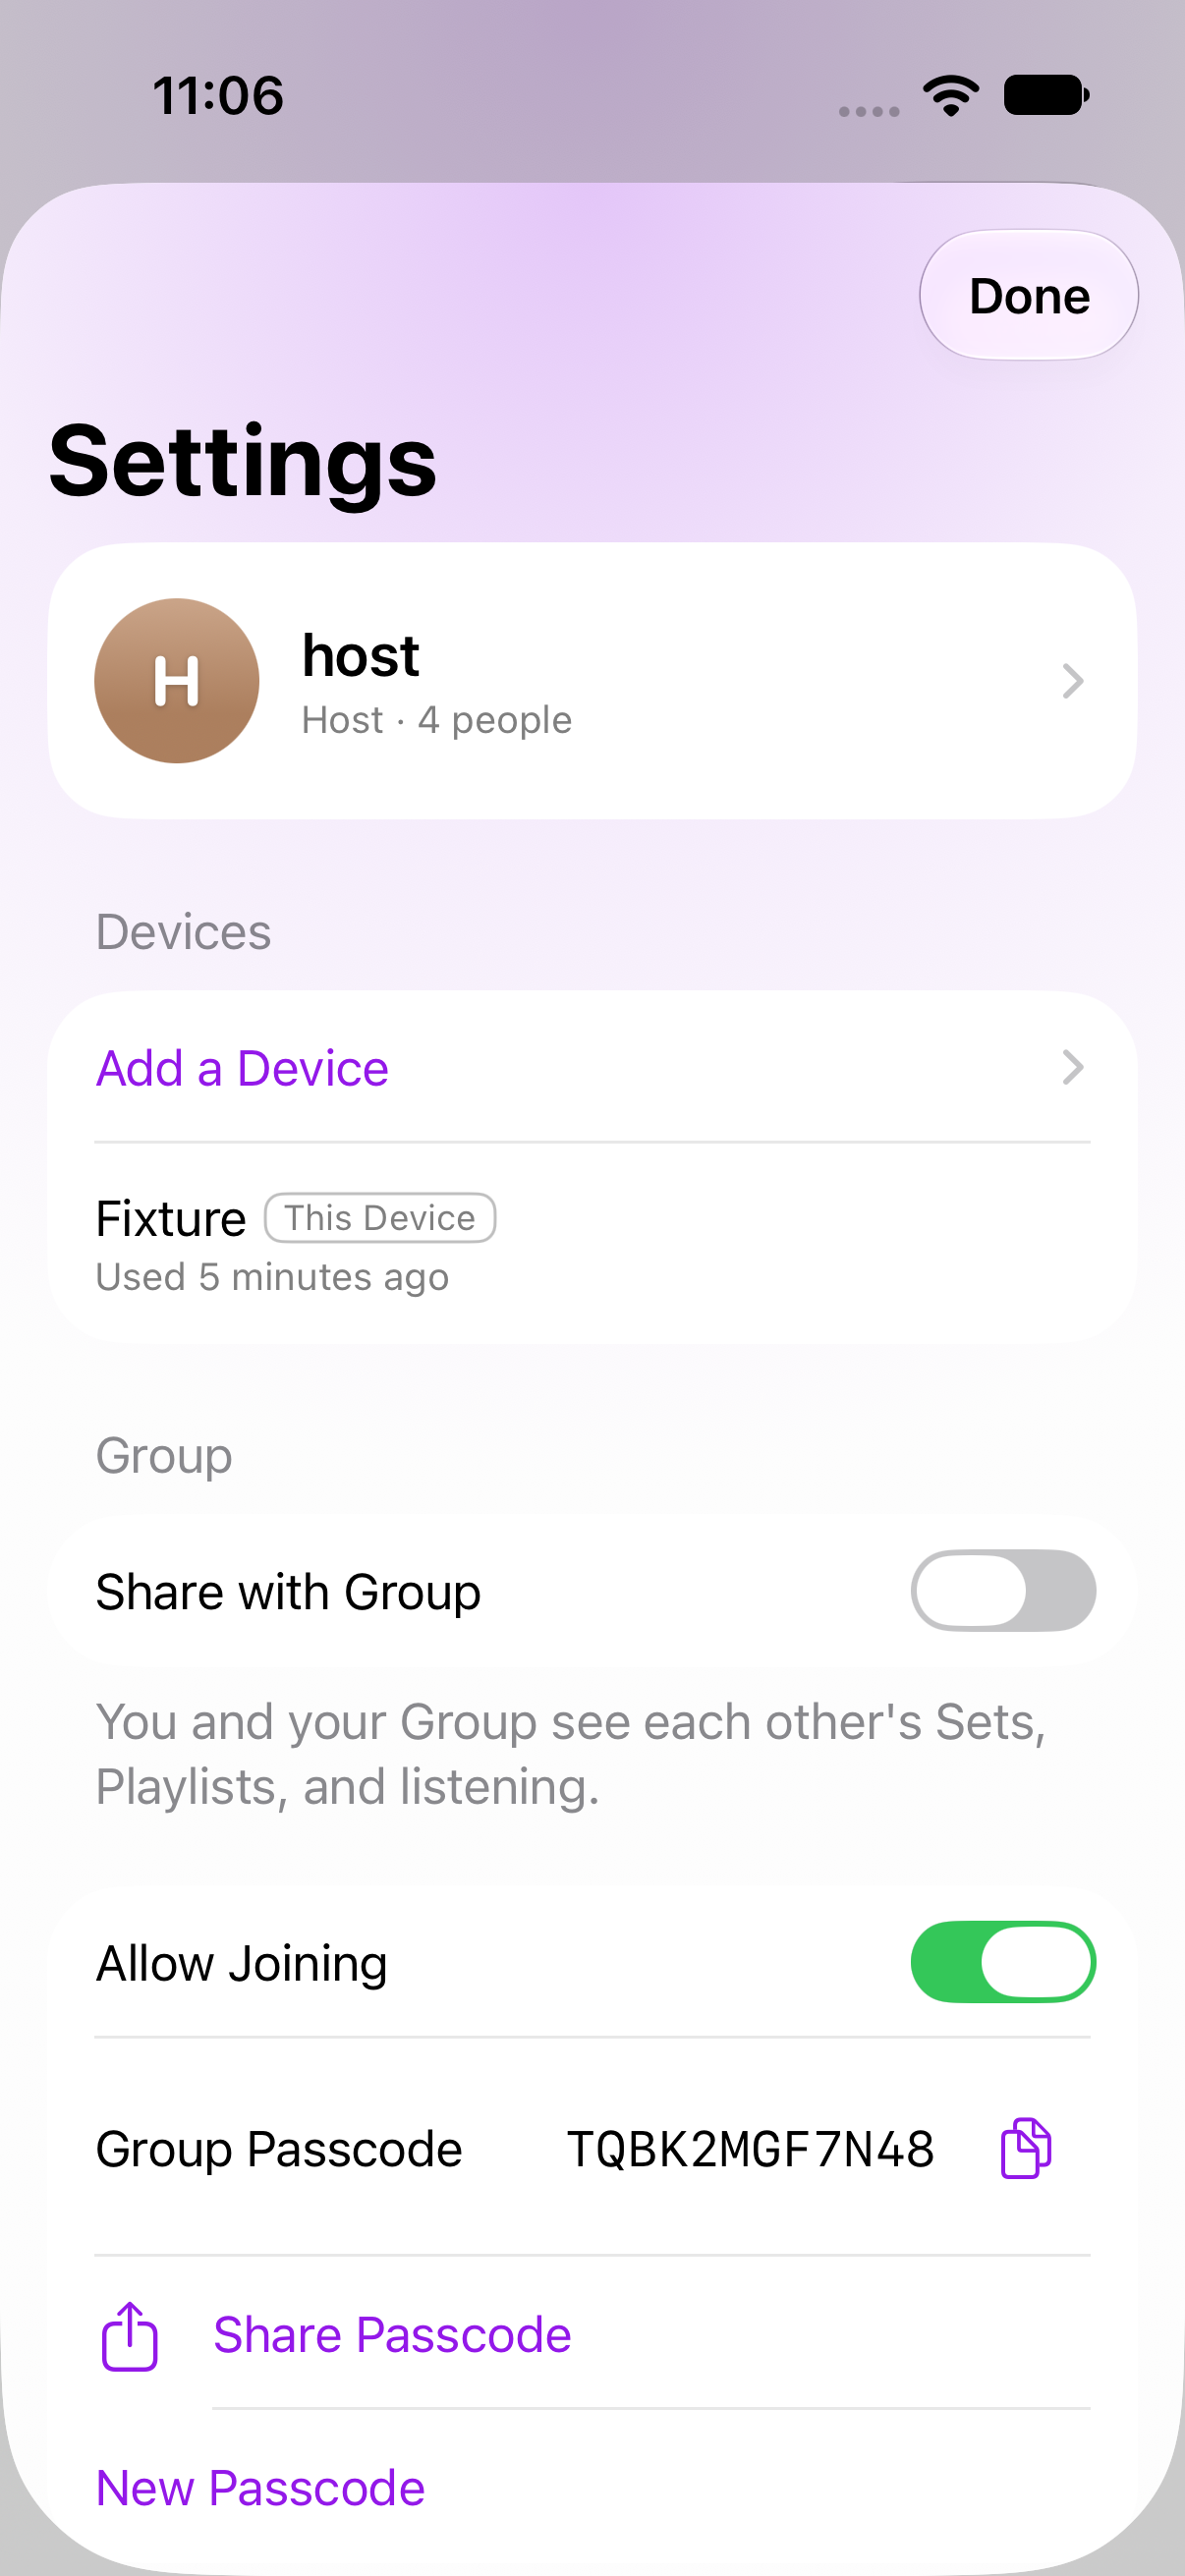 11:06
Done
Settings
H
host
Host · 4 people
Devices
Add a Device
Fixture This Device
Used 5 minutes ago
Group
Share with Group
You and your Group see each other's Sets,
Playlists, and listening.
Allow Joining
Group Passcode TQBK2MGF7N48
Share Passcode
New Passcode